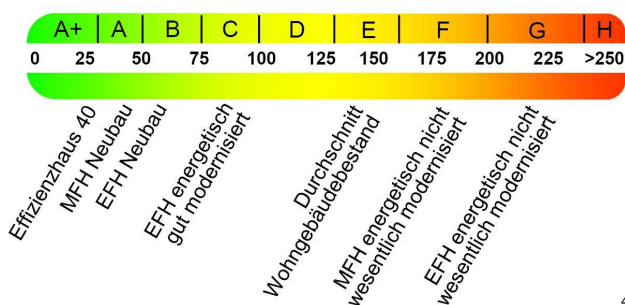 A+ A B C D E F G H
0 25 50 75 100 125 150 175 200 225 >250
Effizienzhaus 40
MFH Neubau
EFH Neubau
EFH energetisch
gut modernisiert
Durchschnitt
Wohngebäudebestand
MFH energetisch nicht
wesentlich modernisiert
EFH energetisch nicht
wesentlich modernisiert